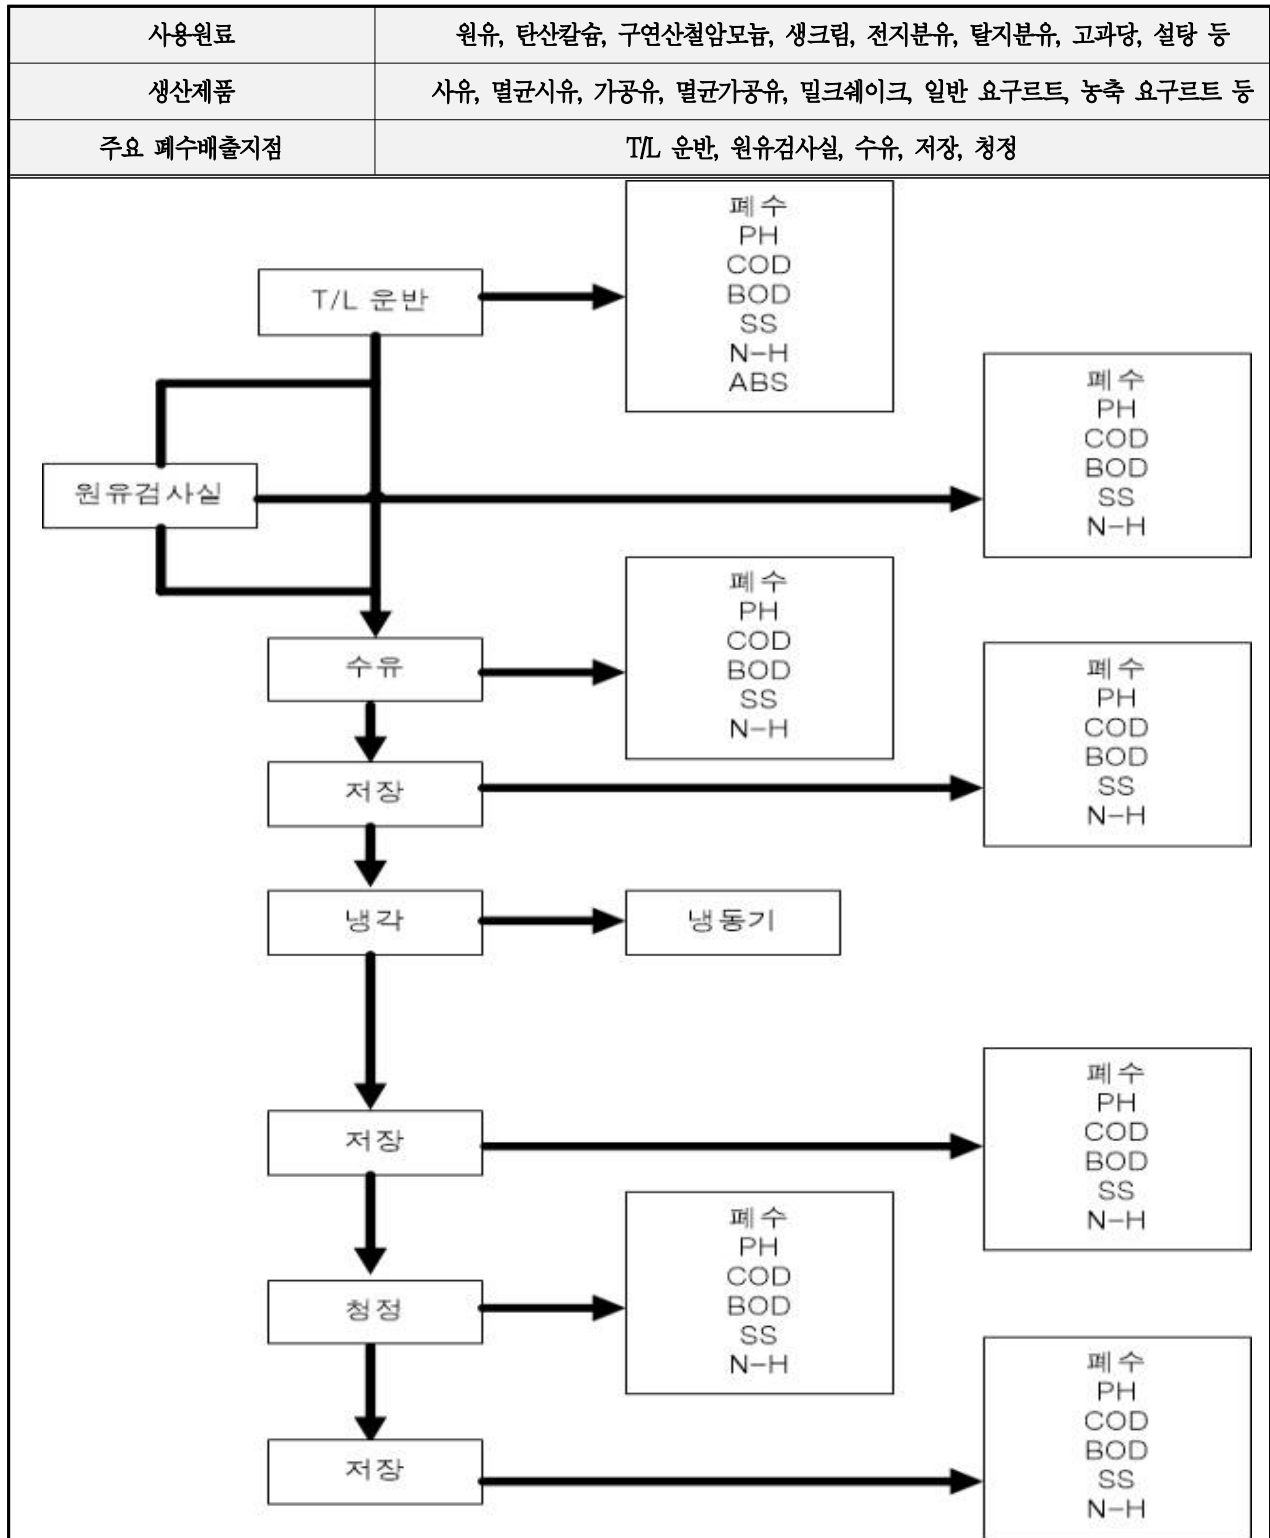 사용원료 원유, 탄산칼슘, 구연산철암모늄, 생크림, 전지분유, 탈지분유, 고과당, 설탕 등
생산제품 사유, 멸균시유, 가공유, 멸균가공유, 밀크쉐이크, 일반 요구르트, 농축 요구르트 등
주요 폐수배출지점 T/L 운반, 원유검사실, 수유, 저장, 청정
T/L 운반
폐수
PH
COD
BOD
SS
N-H
ABS
원유검사실
폐수
PH
COD
BOD
SS
N-H
수유
폐수
PH
COD
BOD
SS
N-H
저장
폐수
PH
COD
BOD
SS
N-H
냉각
냉동기
저장
폐수
PH
COD
BOD
SS
N-H
청정
폐수
PH
COD
BOD
SS
N-H
저장
폐수
PH
COD
BOD
SS
N-H